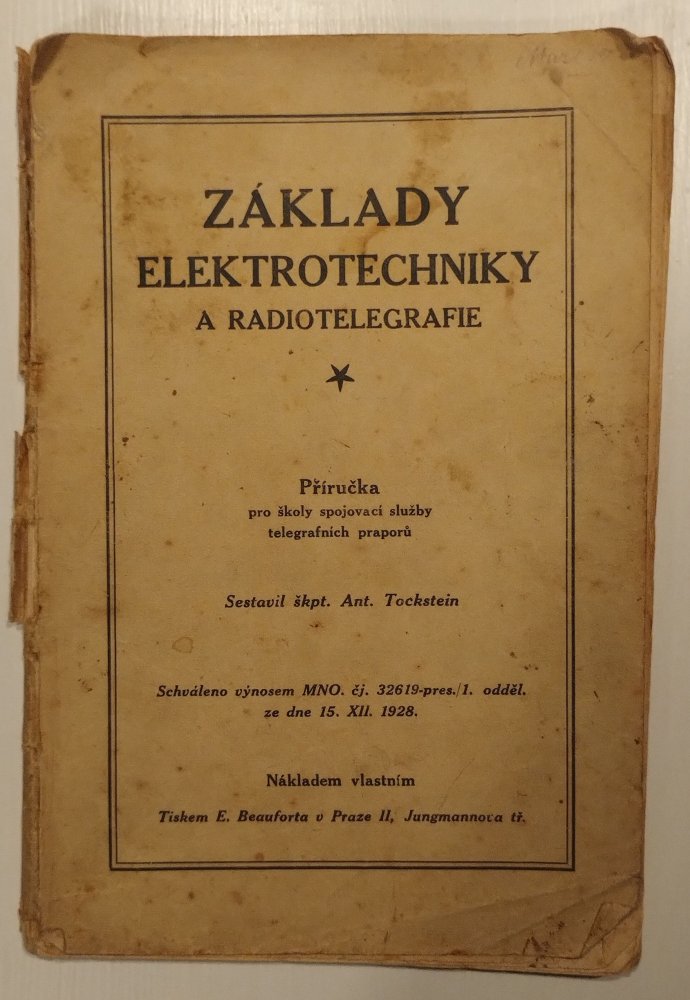 ZÁKLADY
ELEKTROTECHNIKY
A RADIOTELEGRAFIE
Příručka
pro školy spojovací služby
telegrafních praporů
Sestavil škpt. Ant. Tockstein
Schváleno výnosem MNO. čj. 32619-pres./1. odděl.
ze dne 15. XII. 1928.
Nákladem vlastním
Tiskem E. Beauforta v Praze II, Jungmannova tř.